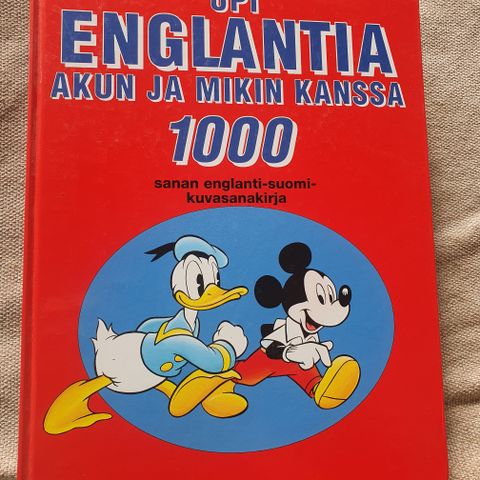 OPI
ENGLANTIA
AKUN JA MIKIN KANSSA
1000
sanan englanti-suomi-
kuvasanakirja